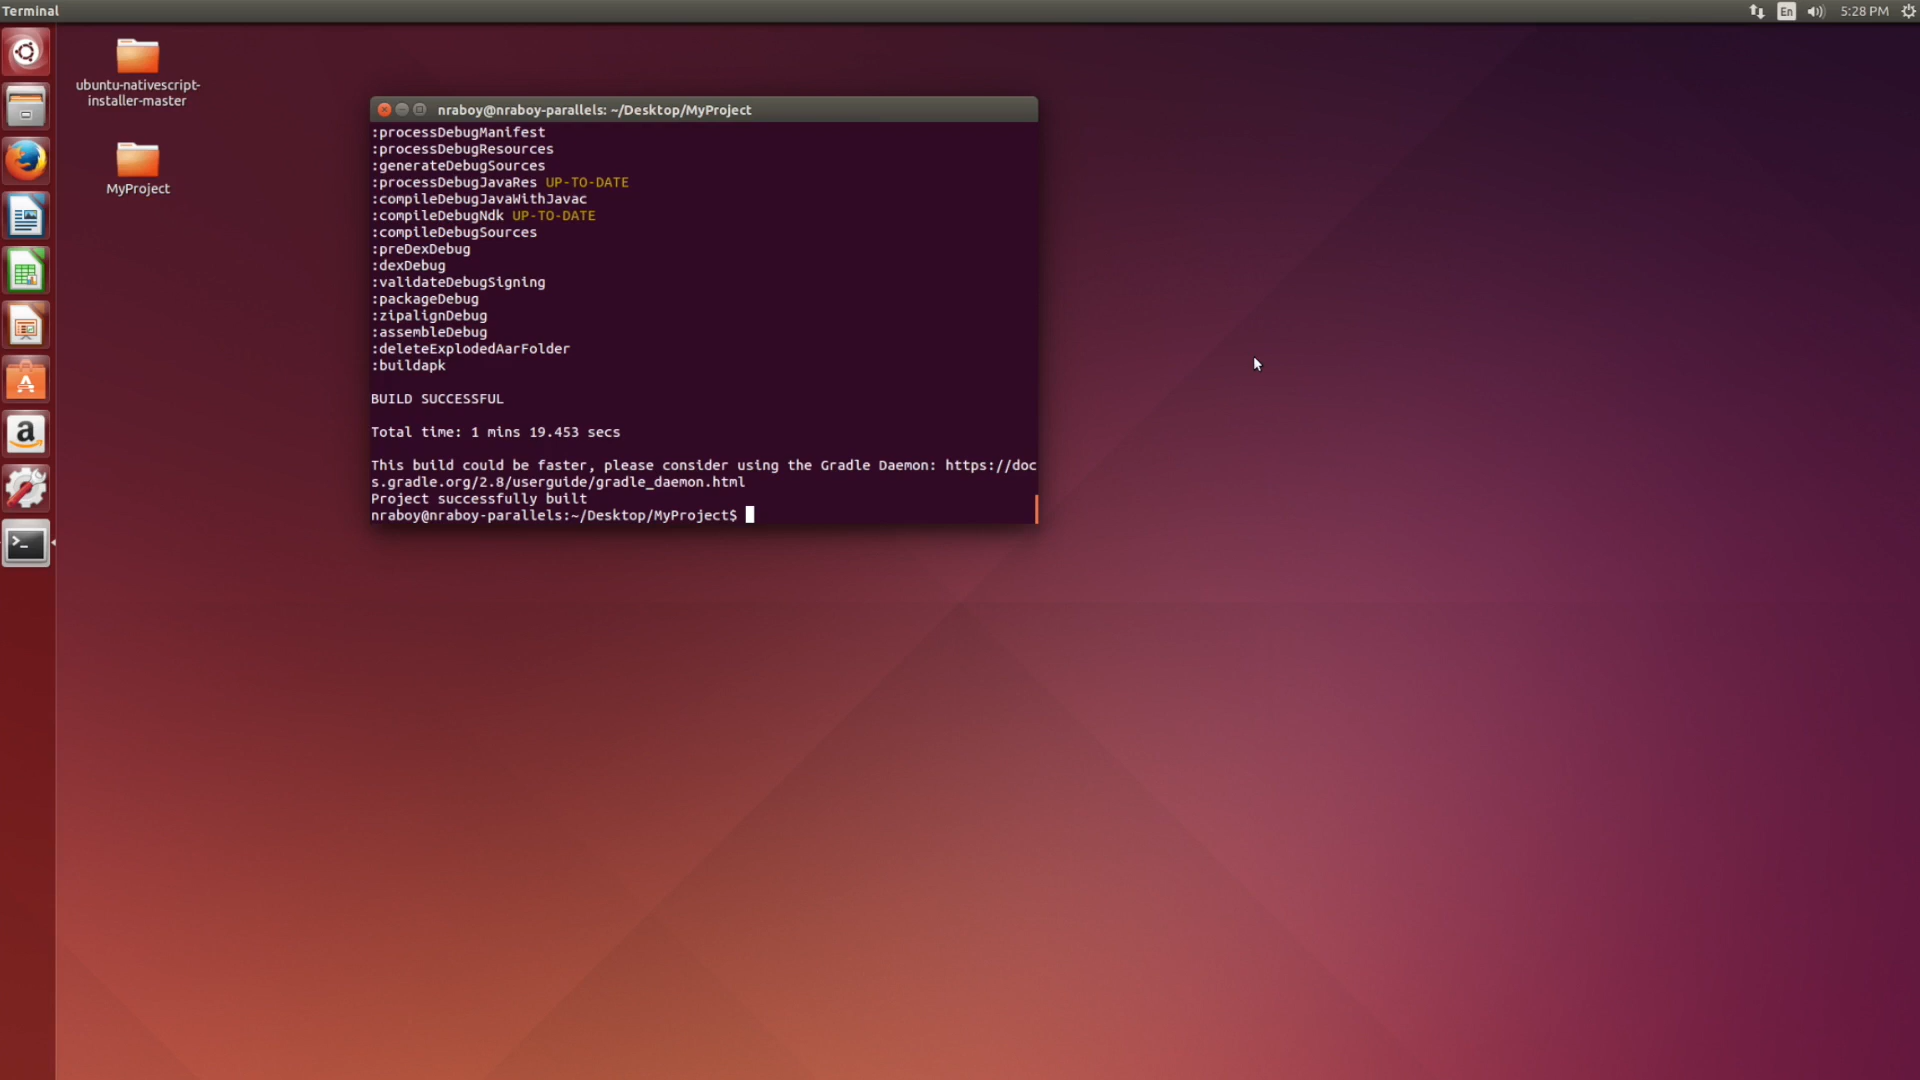 Terminal
En
5:28 PM
ubuntu-nativescript-
installer-master
MyProject
nraboy@nraboy-parallels: ~/Desktop/MyProject
:processDebugManifest
:processDebugResources
:generateDebugSources
:processDebugJavaRes UP-TO-DATE
:compileDebugJavaWithJavac
:compileDebugNdk UP-TO-DATE
:compileDebugSources
:preDexDebug
:dexDebug
:validateDebugSigning
:packageDebug
:zipalignDebug
:assembleDebug
:deleteExplodedAarFolder
:buildapk
BUILD SUCCESSFUL
Total time: 1 mins 19.453 secs
This build could be faster, please consider using the Gradle Daemon: https://doc
s.gradle.org/2.8/userguide/gradle_daemon.html
Project successfully built
nraboy@nraboy-parallels:~/Desktop/MyProject$